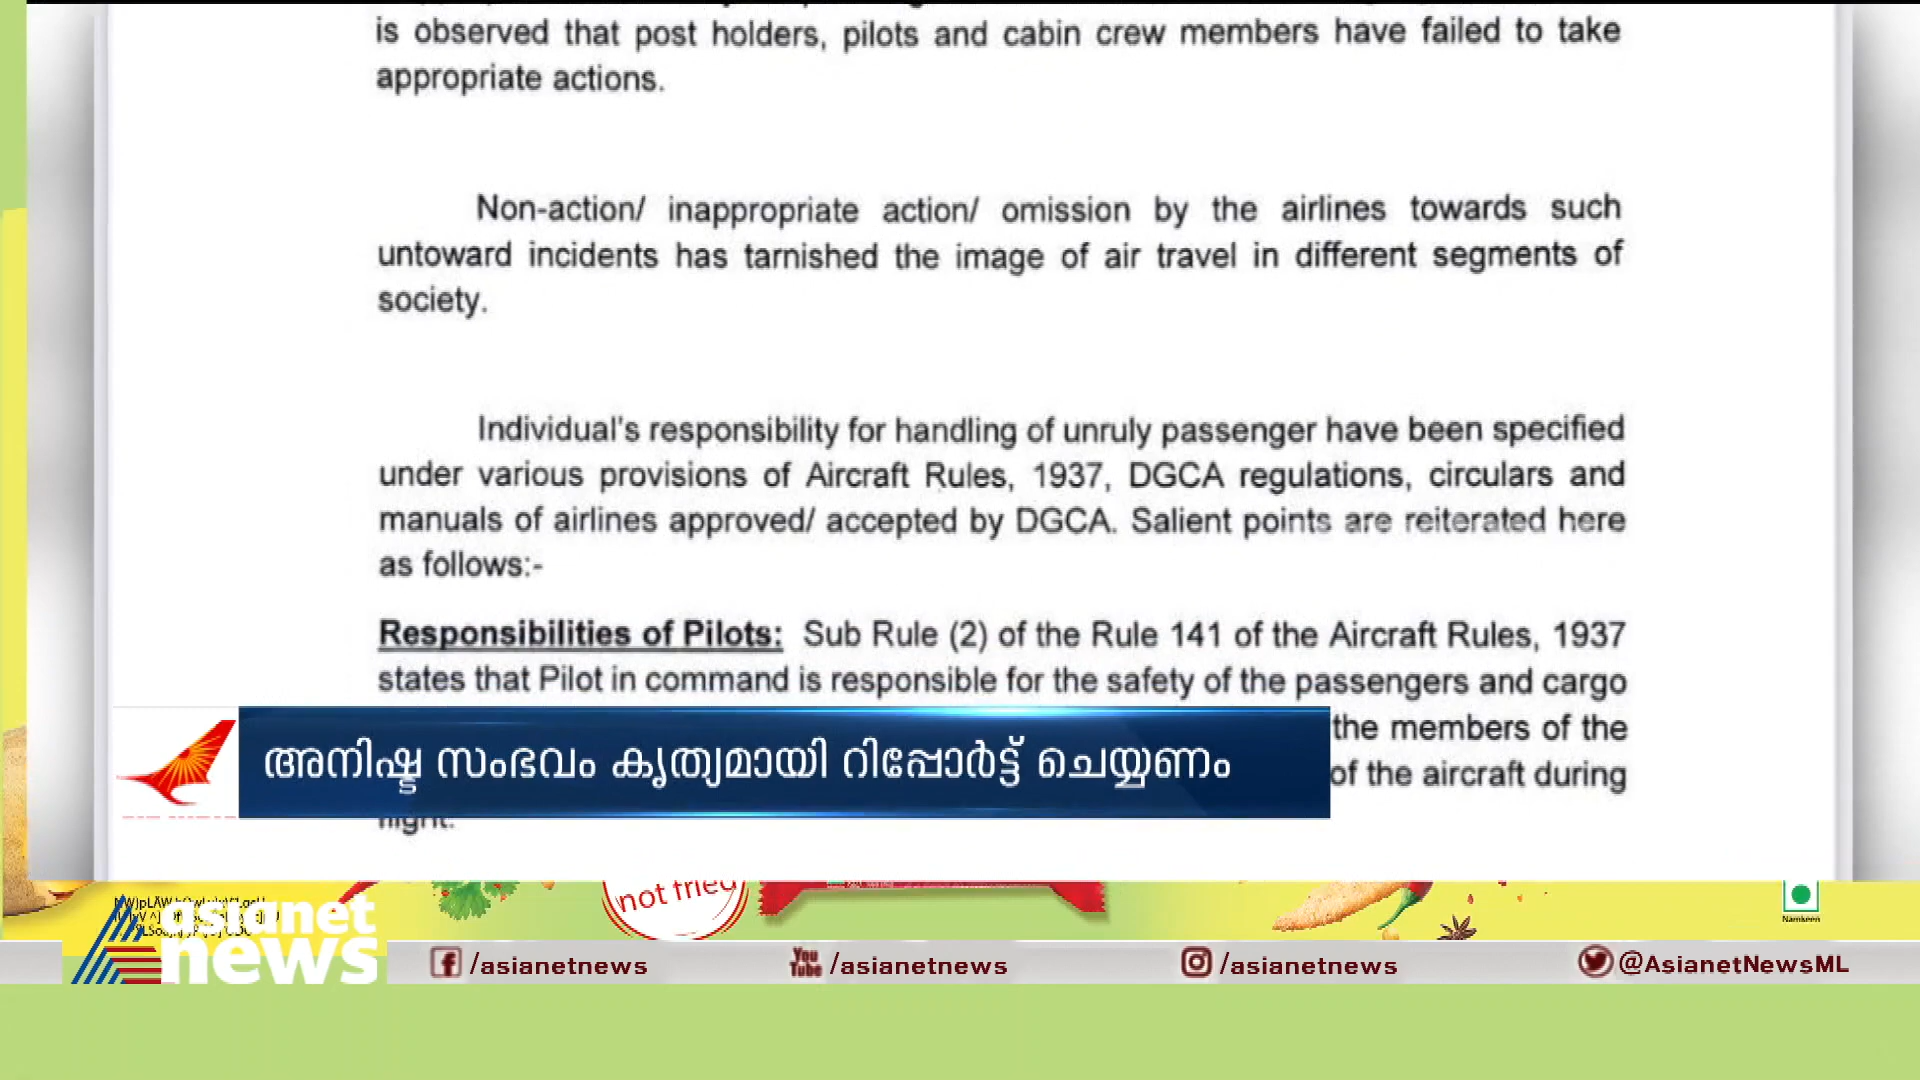 is observed that post holders, pilots and cabin crew members have failed to take
appropriate actions.
Non-action/ inappropriate action/ omission by the airlines towards such
untoward incidents has tarnished the image of air travel in different segments of
society.
Individual's responsibility for handling of unruly passenger have been specified
under various provisions of Aircraft Rules, 1937, DGCA regulations, circulars and
manuals of airlines approved/ accepted by DGCA. Salient points are reiterated here
as follows:-
Responsibilities of Pilots: Sub Rule (2) of the Rule 141 of the Aircraft Rules, 1937
states that Pilot in command is responsible for the safety of the passengers and cargo
the members of the
അനിഷ്ട സംഭവം കൃത്യമായി റിപ്പോർട്ട് ചെയ്യണം
of the aircraft during
not fried
Namkeen
asianet
news
/asianetnews
You
Tube
/asianetnews
/asianetnews
@AsianetNewsML